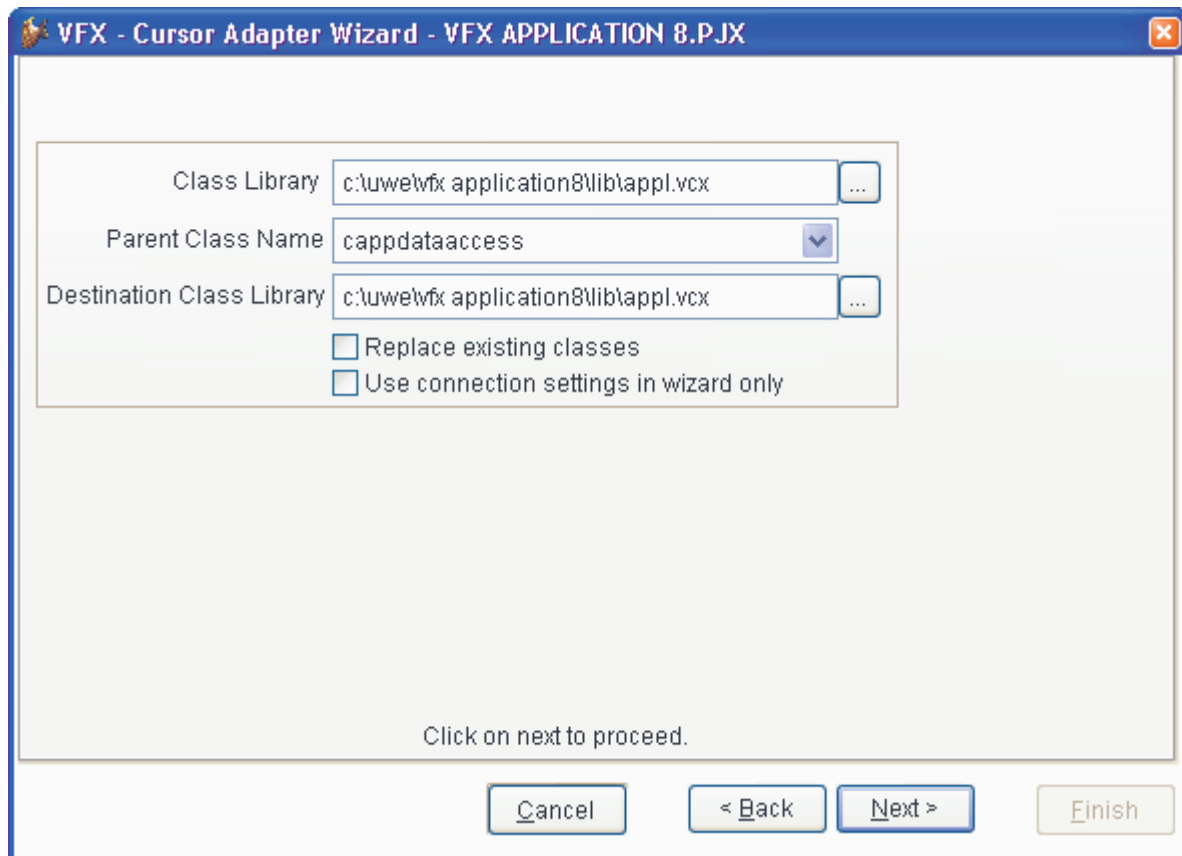 VFX - Cursor Adapter Wizard - VFX APPLICATION 8.PJX
Class Library c:\uwe\vfx application8\lib\appl.vcx ...
Parent Class Name cappdataaccess
Destination Class Library c:\uwe\vfx application8\lib\appl.vcx ...
Replace existing classes
Use connection settings in wizard only
Click on next to proceed.
Cancel < Back Next > Finish